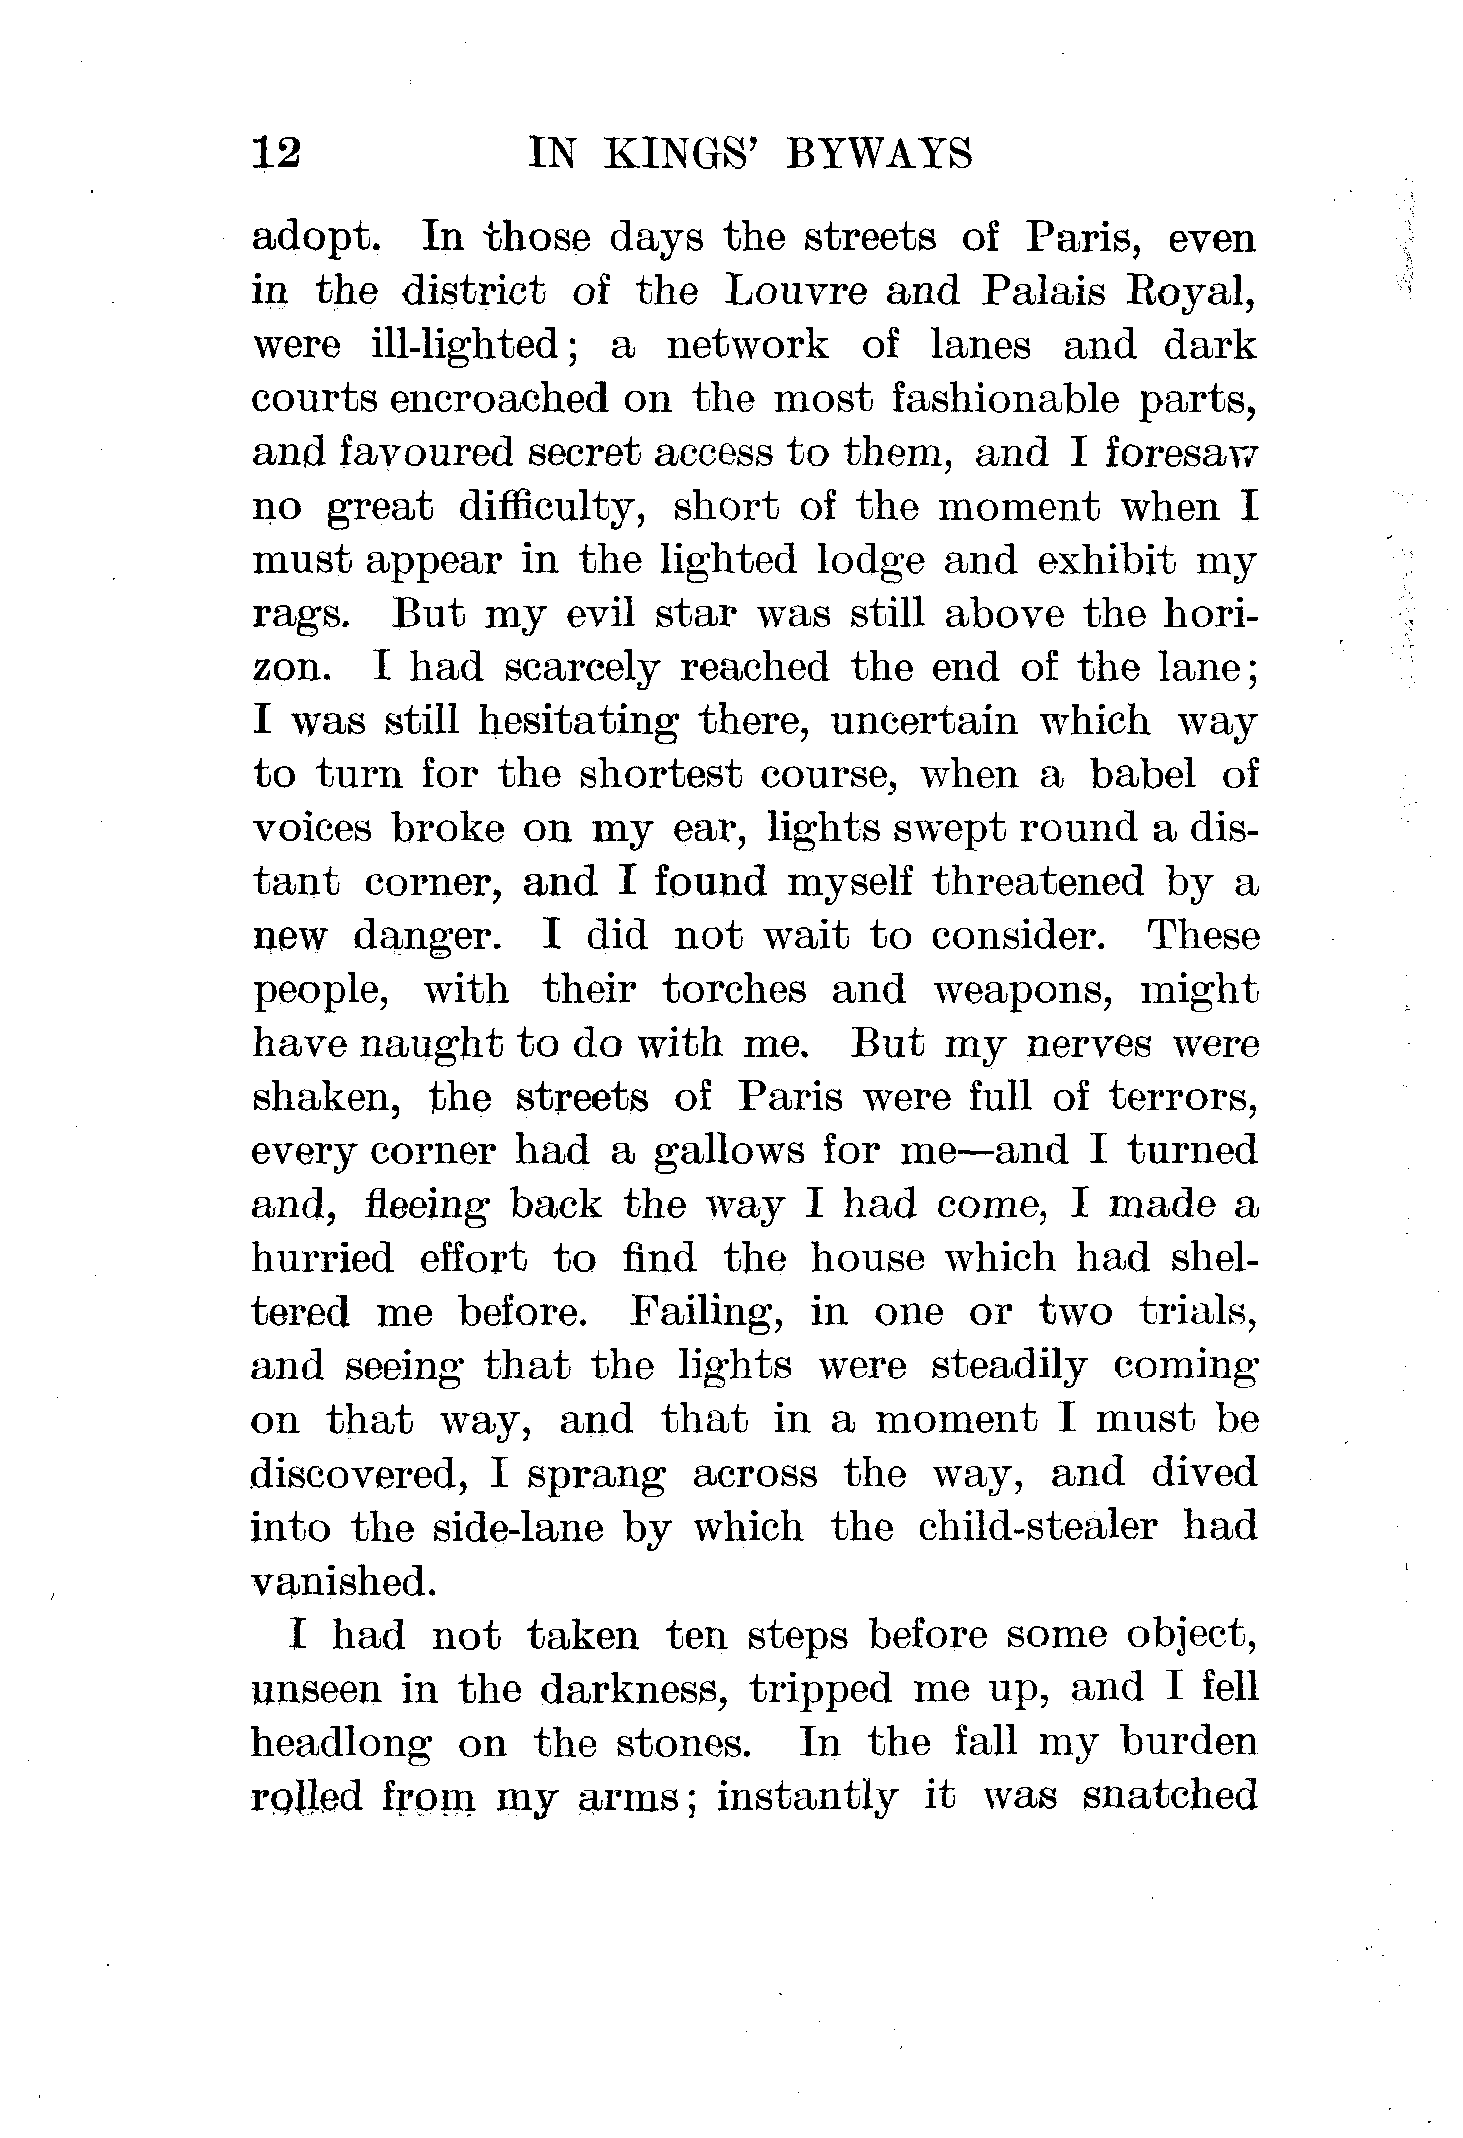 12 IN KINGS' BYWAYS
adopt. In those days the streets of Paris, even
in the district of the Louvre and Palais Royal,
were ill-lighted; a network of lanes and dark
courts encroached on the most fashionable parts,
and favoured secret access to them, and I foresaw
no great difficulty, short of the moment when I
must appear in the lighted lodge and exhibit my
rags. But my evil star was still above the hori-
zon. I had scarcely reached the end of the lane;
I was still hesitating there, uncertain which way
to turn for the shortest course, when a babel of
voices broke on my ear, lights swept round a dis-
tant corner, and I found myself threatened by a
new danger. I did not wait to consider. These
people, with their torches and weapons, might
have naught to do with me. But my nerves were
shaken, the streets of Paris were full of terrors,
every corner had a gallows for me—and I turned
and, fleeing back the way I had come, I made a
hurried effort to find the house which had shel-
tered me before. Failing, in one or two trials,
and seeing that the lights were steadily coming
on that way, and that in a moment I must be
discovered, I sprang across the way, and dived
into the side-lane by which the child-stealer had
vanished.
I had not taken ten steps before some object,
unseen in the darkness, tripped me up, and I fell
headlong on the stones. In the fall my burden
rolled from my arms; instantly it was snatched